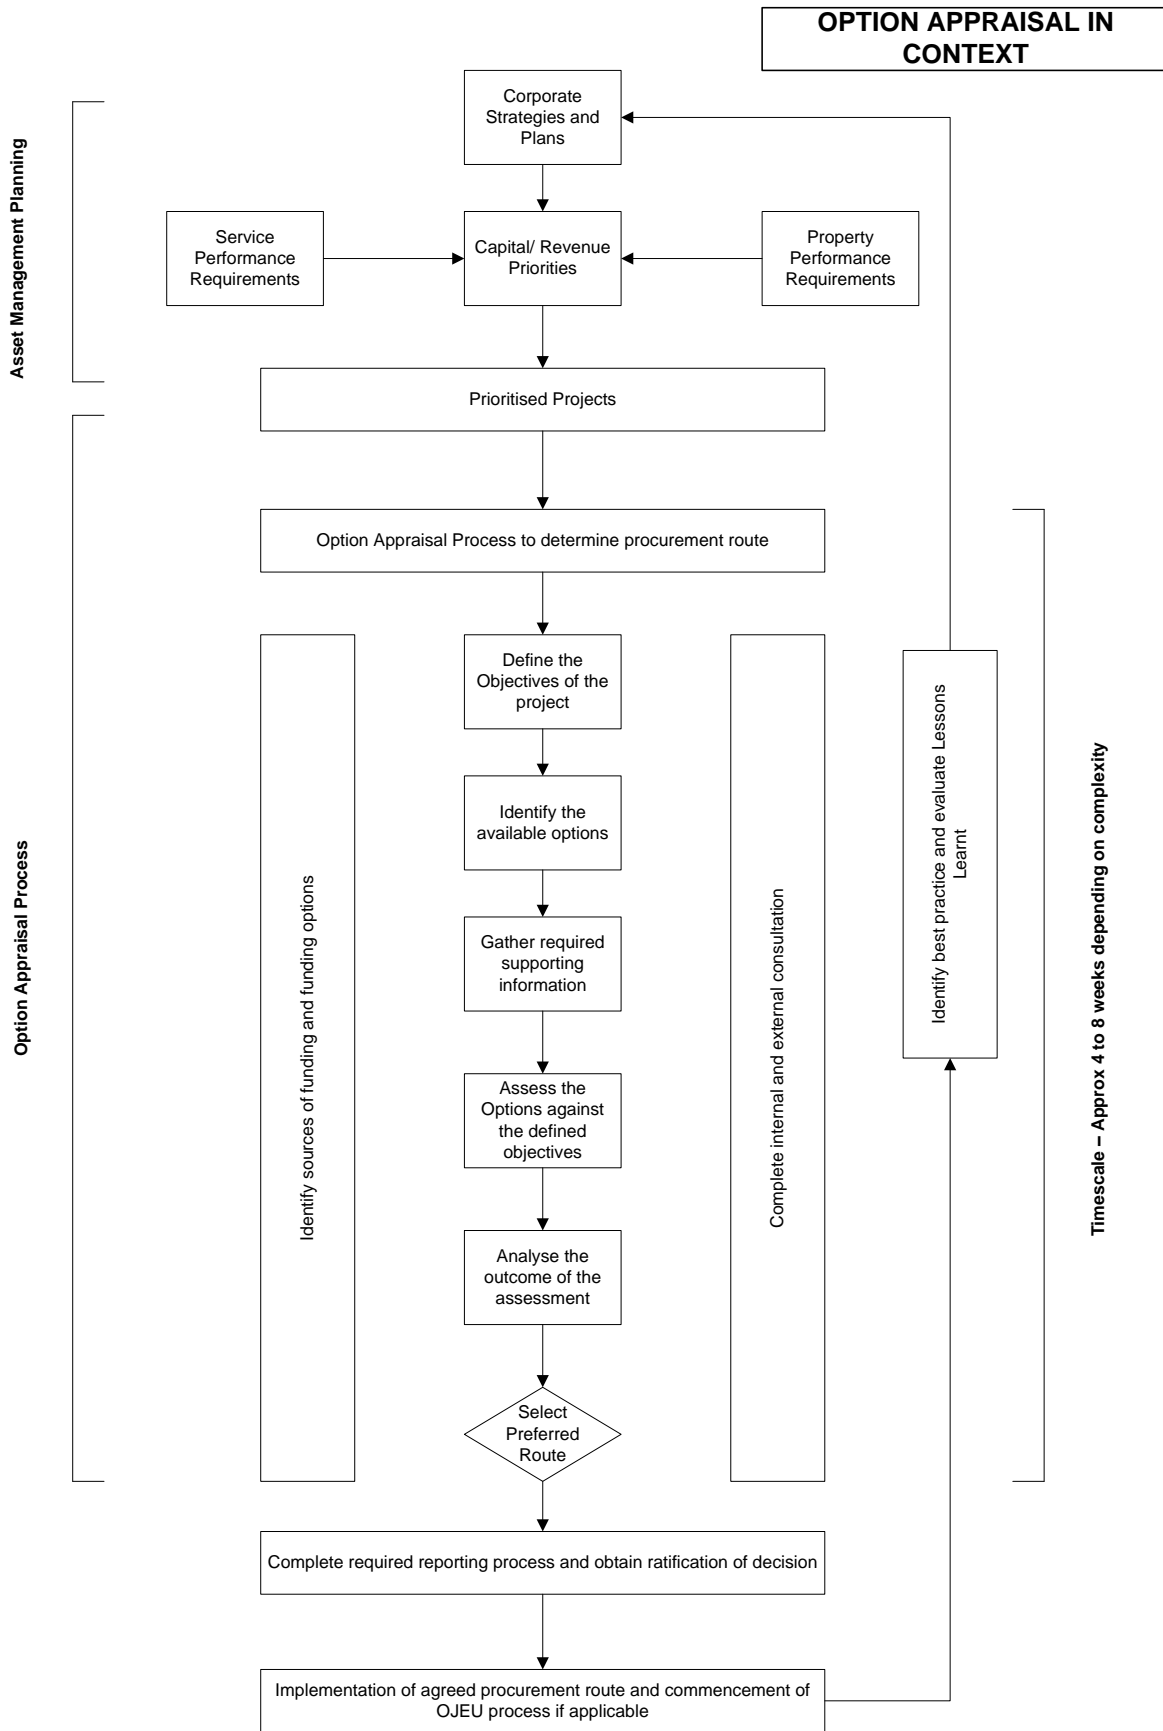 OPTION APPRAISAL IN
CONTEXT
Corporate
Strategies and
Plans
Asset Management Planning
Service
Performance
Requirements
Capital/ Revenue
Priorities
Property
Performance
Requirements
Prioritised Projects
Option Appraisal Process to determine procurement route
Define the
Objectives of the
project
Identify the
available options
Gather required
supporting
information
Assess the
Options against
the defined
objectives
Analyse the
outcome of the
assessment
Select
Preferred
Route
Option Appraisal Process
Identify sources of funding and funding options
Complete internal and external consultation
Identify best practice and evaluate Lessons
Learnt
Timescale – Approx 4 to 8 weeks depending on complexity
Complete required reporting process and obtain ratification of decision
Implementation of agreed procurement route and commencement of
OJEU process if applicable